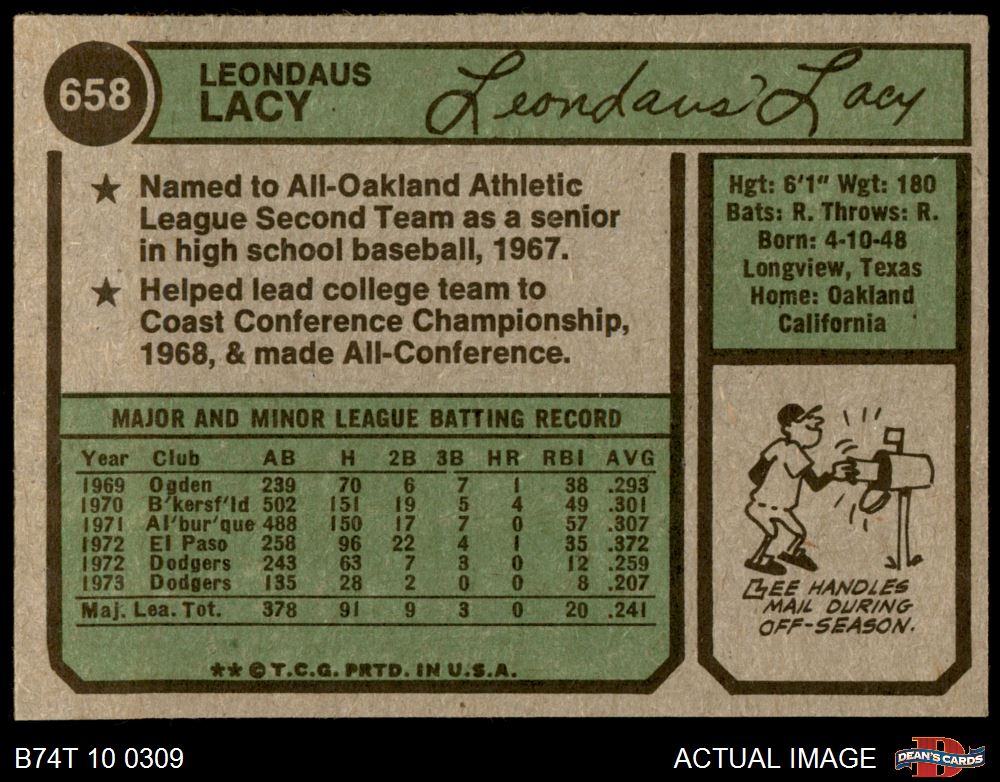 658
LEONDAUS
LACY
Leondaus Lacy
★ Named to All-Oakland Athletic
League Second Team as a senior
in high school baseball, 1967.
★ Helped lead college team to
Coast Conference Championship,
1968, & made All-Conference.
Hgt: 6'1" Wgt: 180
Bats: R. Throws: R.
Born: 4-10-48
Longview, Texas
Home: Oakland
California
MAJOR AND MINOR LEAGUE BATTING RECORD
Year Club AB H 2B 3B HR RBI AVG
1969 Ogden 239 70 6 7 1 38 .293
1970 B'kersf'ld 502 151 19 5 4 49 .301
1971 Al'bur'que 488 150 17 7 0 57 .307
1972 El Paso 258 96 22 4 1 35 .372
1972 Dodgers 243 63 7 3 0 12 .259
1973 Dodgers 135 28 2 0 0 8 .207
Maj. Lea. Tot. 378 91 9 3 0 20 .241
** © T.C.G. PRTD. IN U.S.A.
LEE HANDLES
MAIL DURING
OFF-SEASON.
B74T 10 0309
ACTUAL IMAGE
D
DEAN'S CARDS